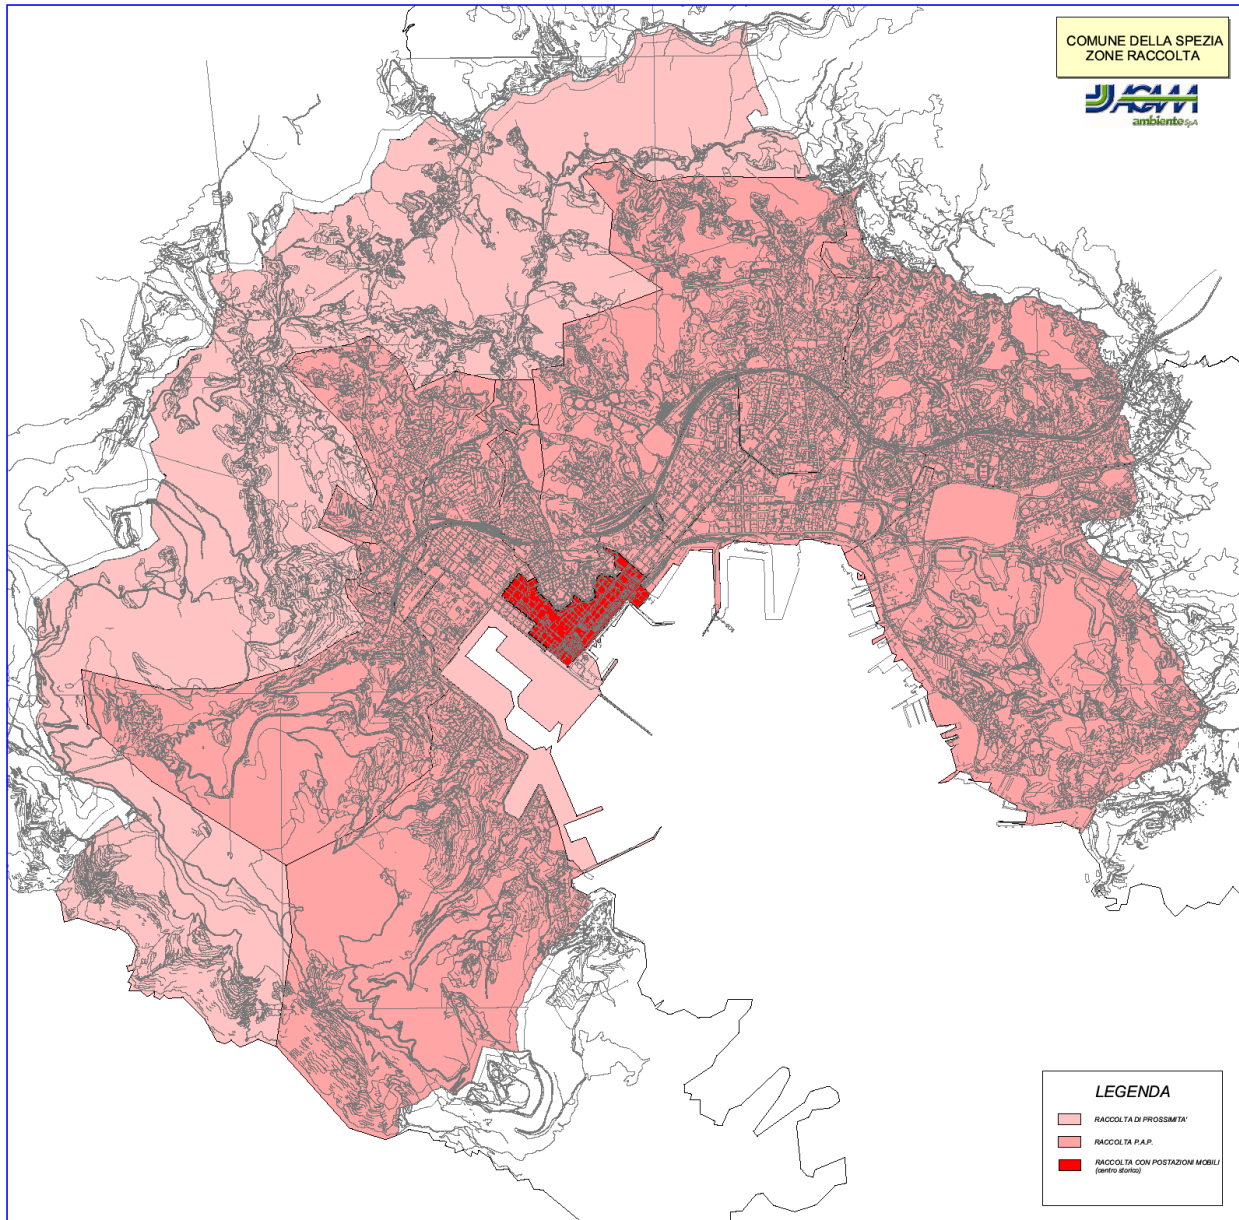 COMUNE DELLA SPEZIA
ZONE RACCOLTA
ACAM
ambiente SpA
LEGENDA
RACCOLTA DI PROSSIMITA'
RACCOLTA P.A.P.
RACCOLTA CON POSTAZIONI MOBILI
(centro storico)